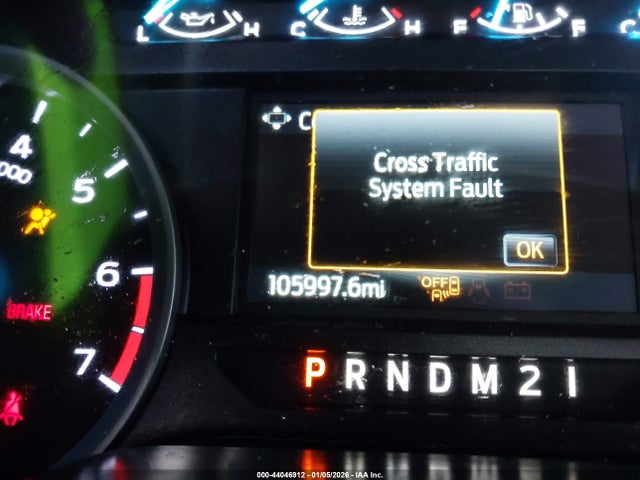 L H C H E F C
4
000
5
6
7
BRAKE
C
Cross Traffic
System Fault
OK
105997.6mi
OFF
P R N D M 2 1
000-44046912 - 01/05/2026 - IAA Inc.